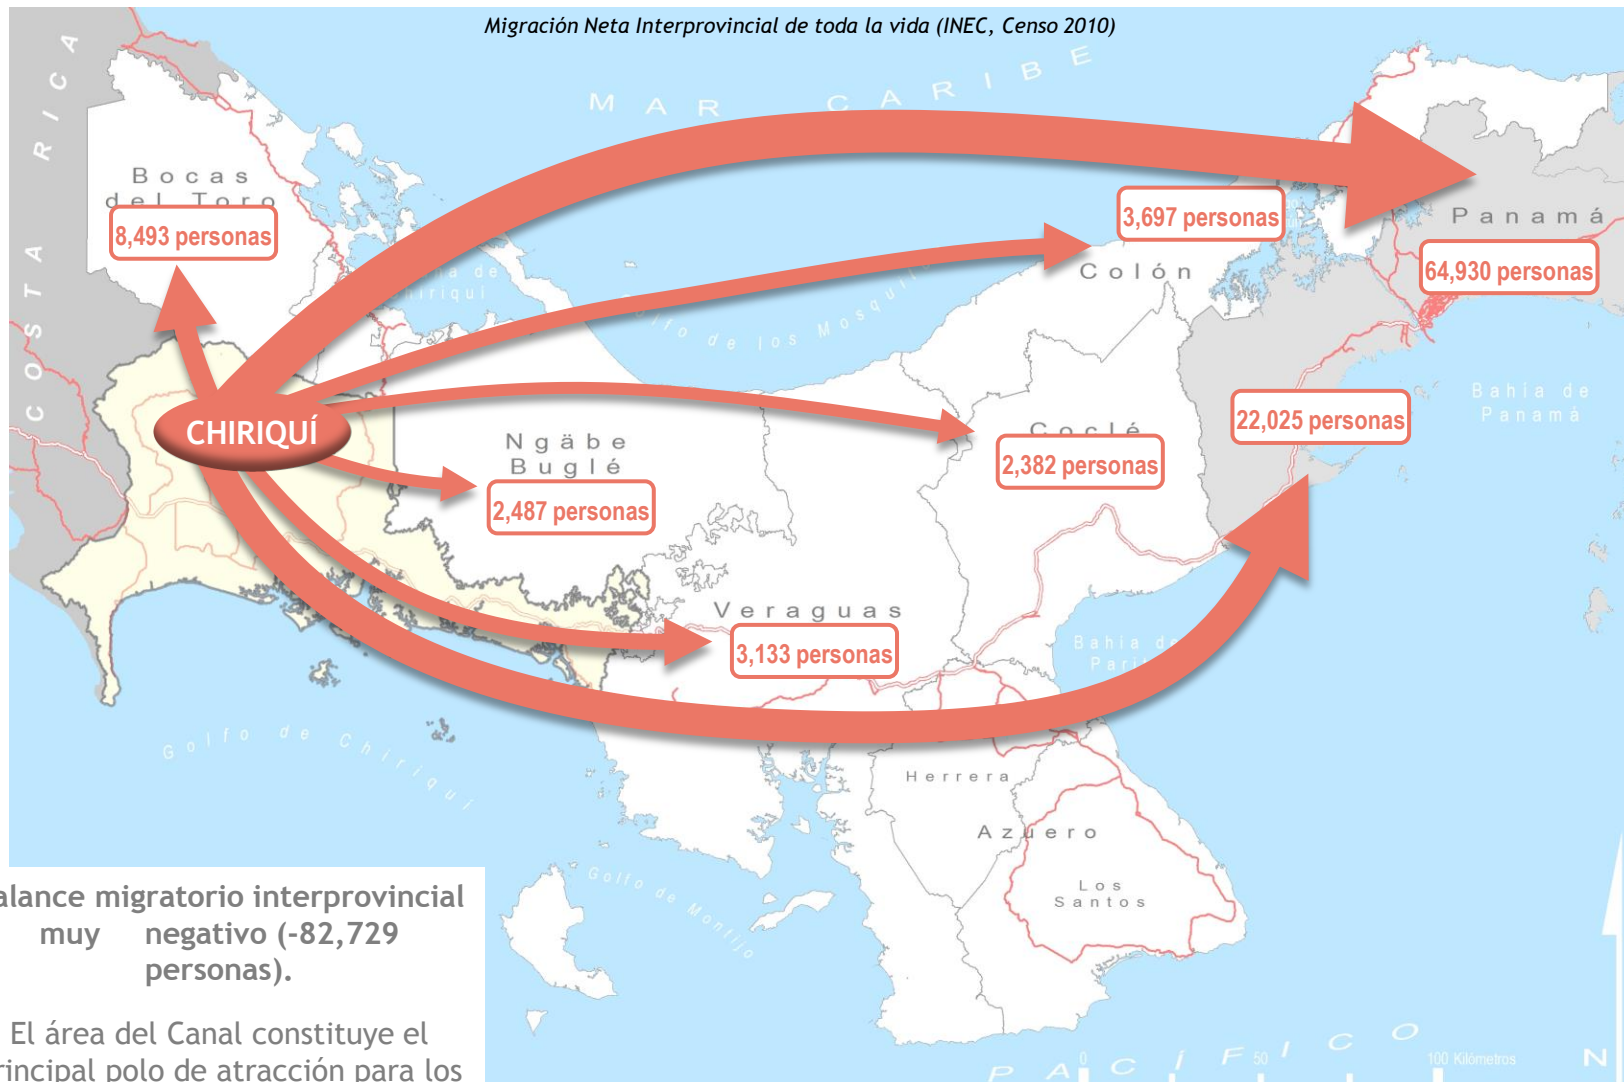 Migración Neta Interprovincial de toda la vida (INEC, Censo 2010)
MAR CARIBE
COSTA RICA
Bocas
del Toro
8,493 personas
3,697 personas
Panamá
64,930 personas
Colón
Golfo de los
Bahía de
Panamá
22,025 personas
CHIRIQUÍ
Ngäbe
Buglé
2,487 personas
Coclé
2,382 personas
Veraguas
3,133 personas
Bahía
Golfo de Chiriquí
Herrera
Azuero
Los
Santos
Golfo de Montijo
alance migratorio interprovincial
muy negativo (-82,729
personas).
El área del Canal constituye el
rincipal polo de atracción para los
PACÍFICO
0 50 100 Kilómetros
N